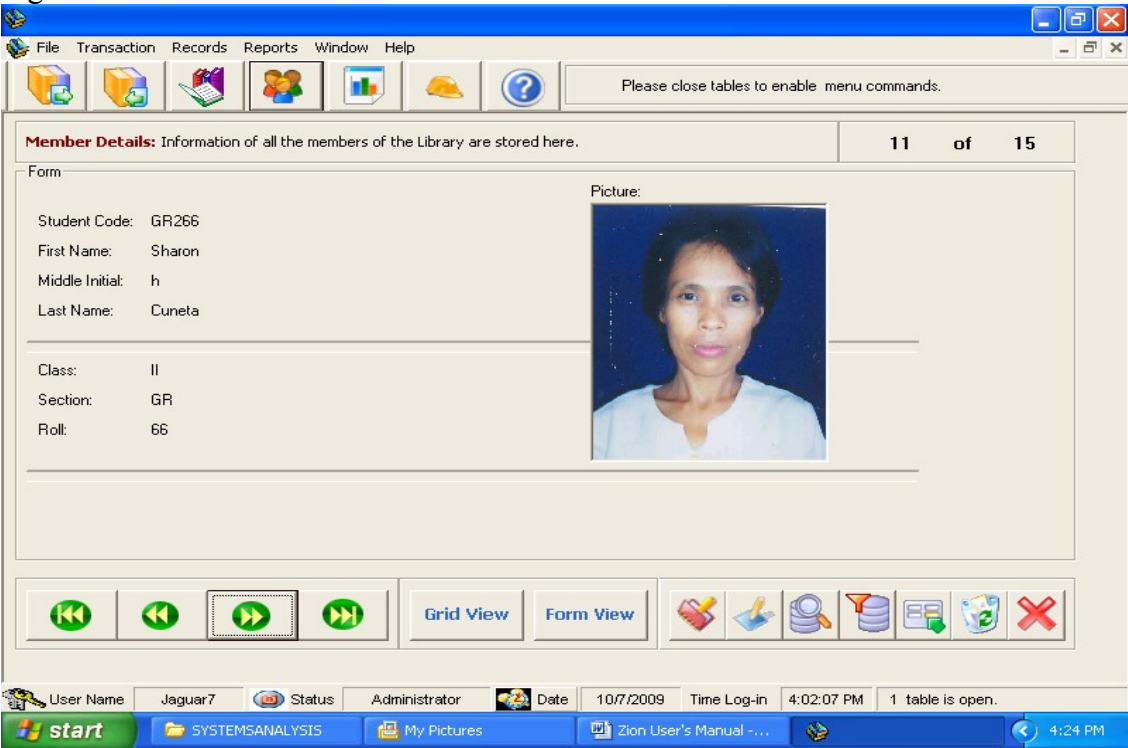 File Transaction Records Reports Window Help
Please close tables to enable menu commands.
Member Details: Information of all the members of the Library are stored here.
11 of 15
Form
Picture:
Student Code: GR266
First Name: Sharon
Middle Initial: h
Last Name: Cuneta
Class: II
Section: GR
Roll: 66
Grid View Form View
User Name Jaguar7 Status Administrator Date 10/7/2009 Time Log-in 4:02:07 PM 1 table is open.
start SYSTEMSANALYSIS My Pictures Zion User's Manual -... 4:24 PM